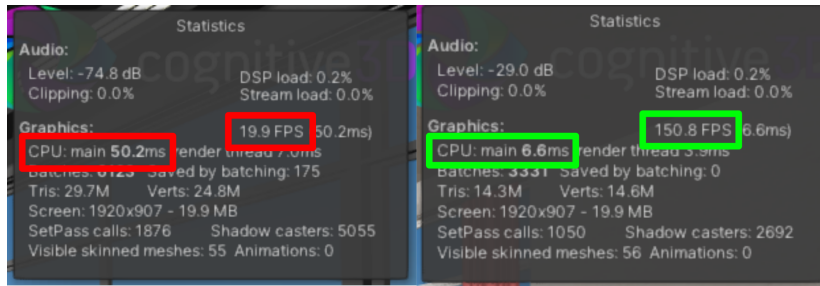 Statistics
Audio:
Level: -74.8 dB DSP load: 0.2%
Clipping: 0.0% Stream load: 0.0%
Graphics: 19.9 FPS (50.2ms)
CPU: main 50.2ms render thread 7.0ms
Batches: 6123 Saved by batching: 175
Tris: 29.7M Verts: 24.8M
Screen: 1920x907 - 19.9 MB
SetPass calls: 1876 Shadow casters: 5055
Visible skinned meshes: 55 Animations: 0
cognitive3D
Statistics
Audio:
Level: -29.0 dB DSP load: 0.2%
Clipping: 0.0% Stream load: 0.0%
Graphics: 150.8 FPS (6.6ms)
CPU: main 6.6ms render thread 3.9ms
Batches: 3331 Saved by batching: 0
Tris: 14.3M Verts: 14.6M
Screen: 1920x907 - 19.9 MB
SetPass calls: 1050 Shadow casters: 2692
Visible skinned meshes: 56 Animations: 0